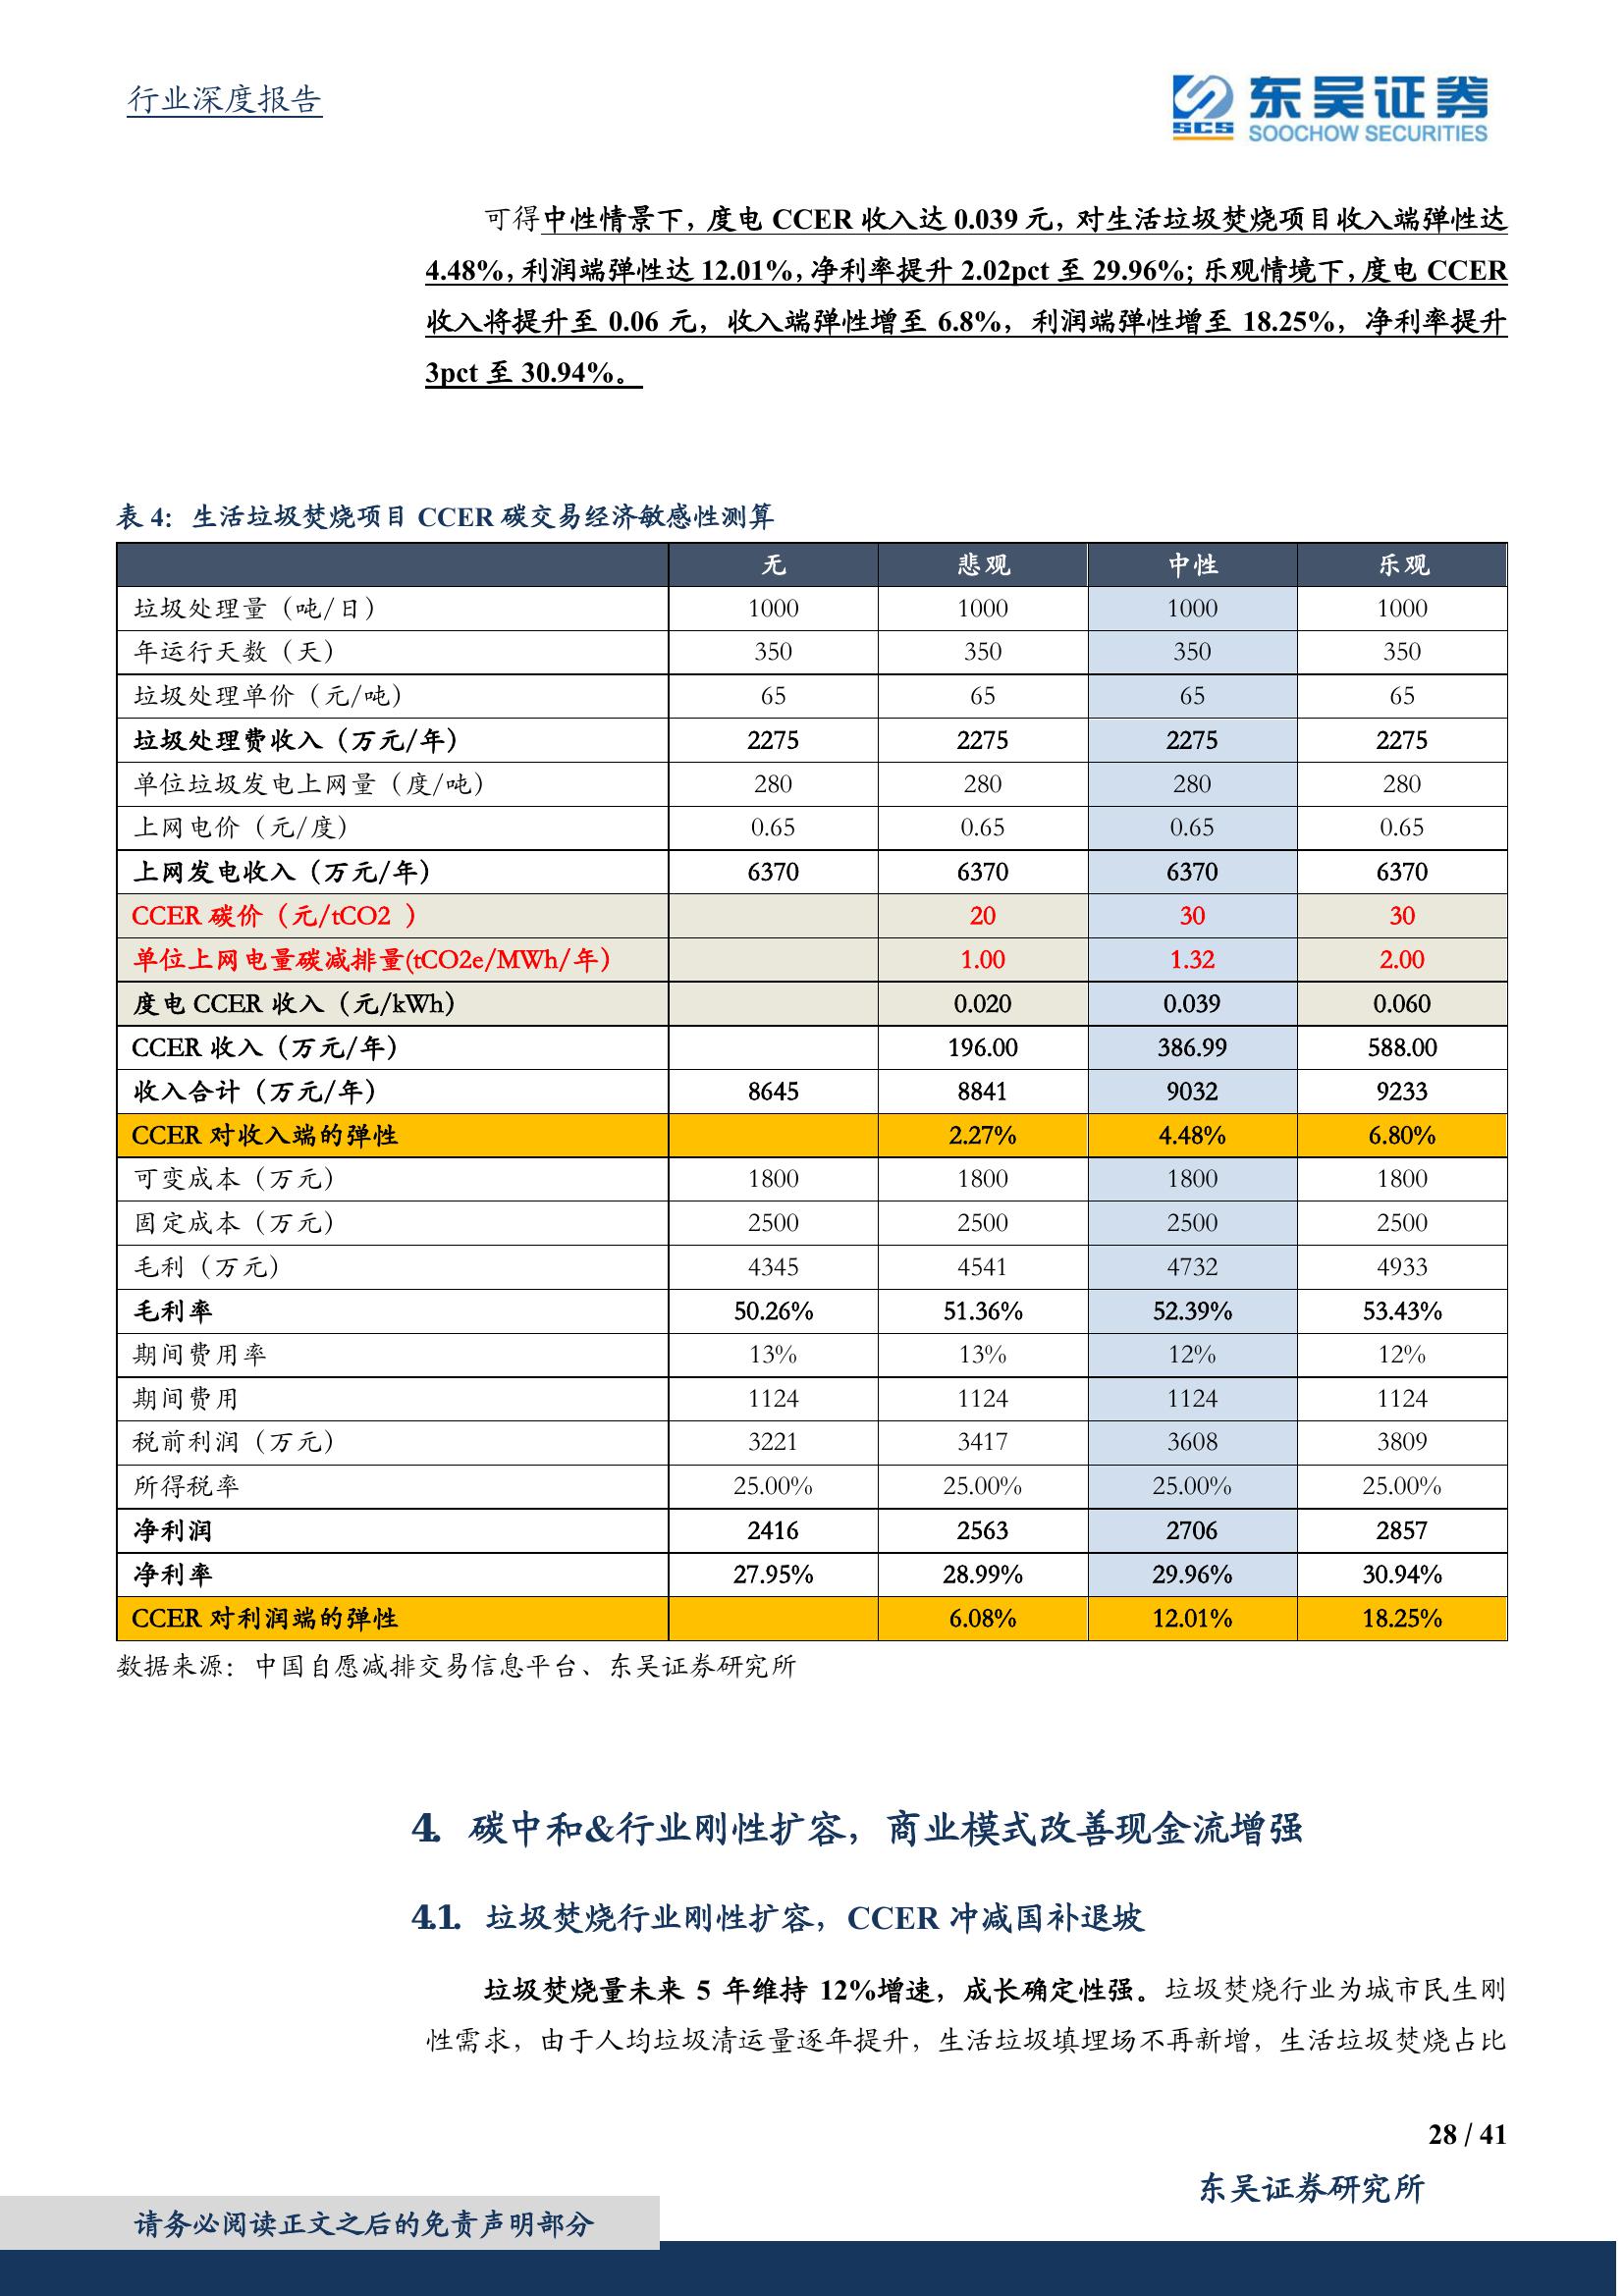 行业深度报告
SCS
东吴证券
SOOCHOW SECURITIES
可得中性情景下，度电 CCER 收入达 0.039 元，对生活垃圾焚烧项目收入端弹性达
4.48%，利润端弹性达 12.01%，净利率提升 2.02pct 至 29.96%；乐观情境下，度电 CCER
收入将提升至 0.06 元，收入端弹性增至 6.8%，利润端弹性增至 18.25%，净利率提升
3pct 至 30.94%。
表 4：生活垃圾焚烧项目 CCER 碳交易经济敏感性测算
无 悲观 中性 乐观
垃圾处理量（吨/日） 1000 1000 1000 1000
年运行天数（天） 350 350 350 350
垃圾处理单价（元/吨） 65 65 65 65
垃圾处理费收入（万元/年） 2275 2275 2275 2275
单位垃圾发电上网量（度/吨） 280 280 280 280
上网电价（元/度） 0.65 0.65 0.65 0.65
上网发电收入（万元/年） 6370 6370 6370 6370
CCER 碳价（元/tCO2 ） 20 30 30
单位上网电量碳减排量(tCO2e/MWh/年） 1.00 1.32 2.00
度电 CCER 收入（元/kWh） 0.020 0.039 0.060
CCER 收入（万元/年） 196.00 386.99 588.00
收入合计（万元/年） 8645 8841 9032 9233
CCER 对收入端的弹性 2.27% 4.48% 6.80%
可变成本（万元） 1800 1800 1800 1800
固定成本（万元） 2500 2500 2500 2500
毛利（万元） 4345 4541 4732 4933
毛利率 50.26% 51.36% 52.39% 53.43%
期间费用率 13% 13% 12% 12%
期间费用 1124 1124 1124 1124
税前利润（万元） 3221 3417 3608 3809
所得税率 25.00% 25.00% 25.00% 25.00%
净利润 2416 2563 2706 2857
净利率 27.95% 28.99% 29.96% 30.94%
CCER 对利润端的弹性 6.08% 12.01% 18.25%
数据来源：中国自愿减排交易信息平台、东吴证券研究所
4. 碳中和&行业刚性扩容，商业模式改善现金流增强
4.1. 垃圾焚烧行业刚性扩容，CCER 冲减国补退坡
垃圾焚烧量未来 5 年维持 12%增速，成长确定性强。垃圾焚烧行业为城市民生刚
性需求，由于人均垃圾清运量逐年提升，生活垃圾填埋场不再新增，生活垃圾焚烧占比
28 / 41
东吴证券研究所
请务必阅读正文之后的免责声明部分